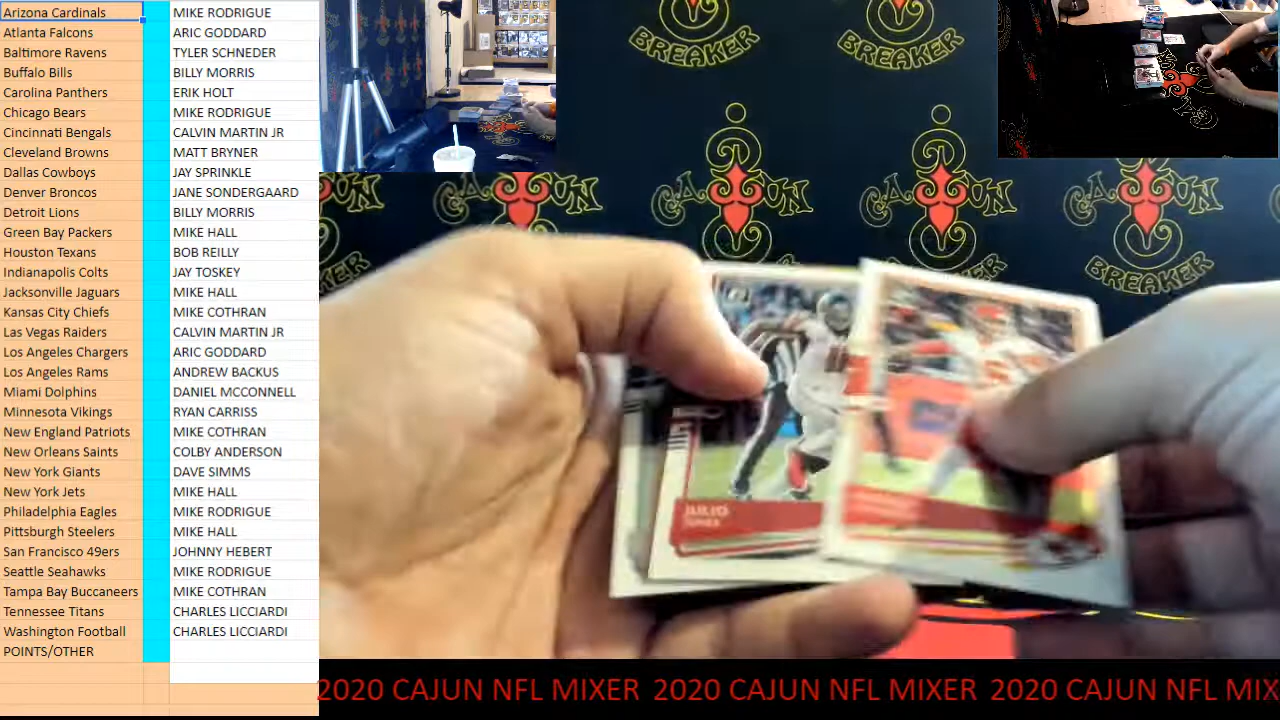 Arizona Cardinals MIKE RODRIGUE
Atlanta Falcons ARIC GODDARD
Baltimore Ravens TYLER SCHNEDER
Buffalo Bills BILLY MORRIS
Carolina Panthers ERIK HOLT
Chicago Bears MIKE RODRIGUE
Cincinnati Bengals CALVIN MARTIN JR
Cleveland Browns MATT BRYNER
Dallas Cowboys JAY SPRINKLE
Denver Broncos JANE SONDERGAARD
Detroit Lions BILLY MORRIS
Green Bay Packers MIKE HALL
Houston Texans BOB REILLY
Indianapolis Colts JAY TOSKEY
Jacksonville Jaguars MIKE HALL
Kansas City Chiefs MIKE COTHRAN
Las Vegas Raiders CALVIN MARTIN JR
Los Angeles Chargers ARIC GODDARD
Los Angeles Rams ANDREW BACKUS
Miami Dolphins DANIEL MCCONNELL
Minnesota Vikings RYAN CARRISS
New England Patriots MIKE COTHRAN
New Orleans Saints COLBY ANDERSON
New York Giants DAVE SIMMS
New York Jets MIKE HALL
Philadelphia Eagles MIKE RODRIGUE
Pittsburgh Steelers MIKE HALL
San Francisco 49ers JOHNNY HEBERT
Seattle Seahawks MIKE RODRIGUE
Tampa Bay Buccaneers MIKE COTHRAN
Tennessee Titans CHARLES LICCIARDI
Washington Football CHARLES LICCIARDI
POINTS/OTHER
BREAKER BREAKER
CAJUN CAJUN CAJUN
BREAKER BREAKER BREAKER
JULIO
JONES
2020 CAJUN NFL MIXER 2020 CAJUN NFL MIXER 2020 CAJUN NFL MIX